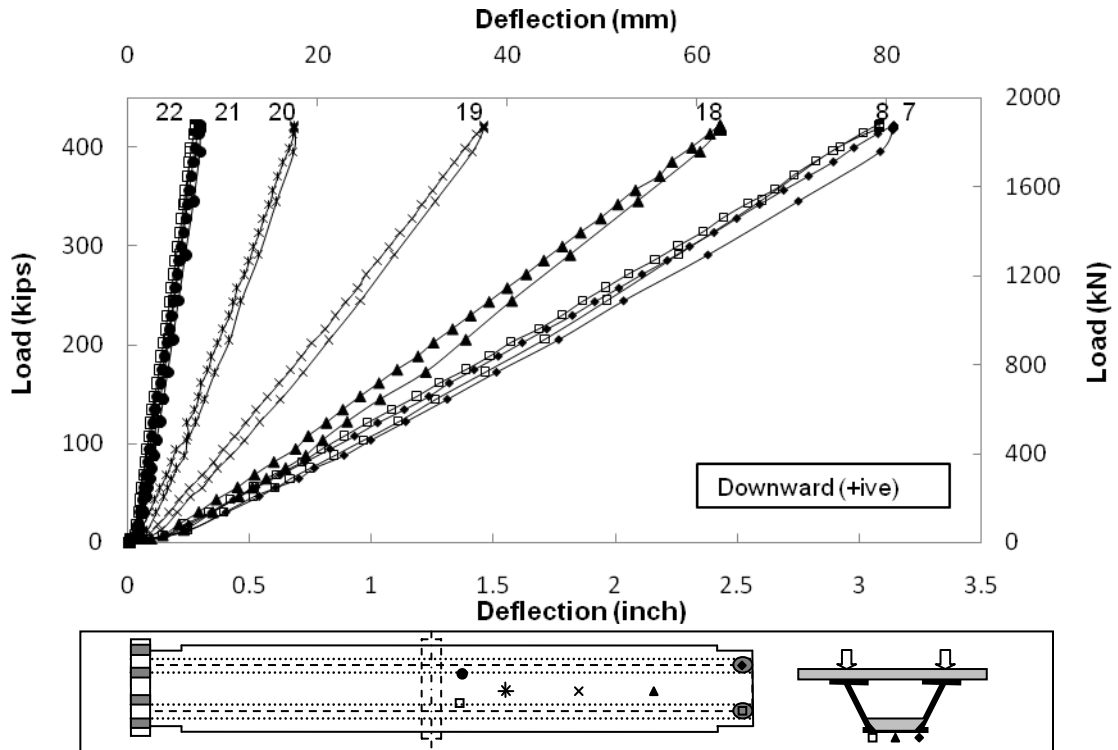 Deflection (mm)
0 20 40 60 80
22 21 20 19 18 8 7
2000
400
1600
300
1200
200
800
100
400
0
0
Load (kips)
Load (kN)
Downward (+ive)
0 0.5 1 1.5 2 2.5 3 3.5
Deflection (inch)